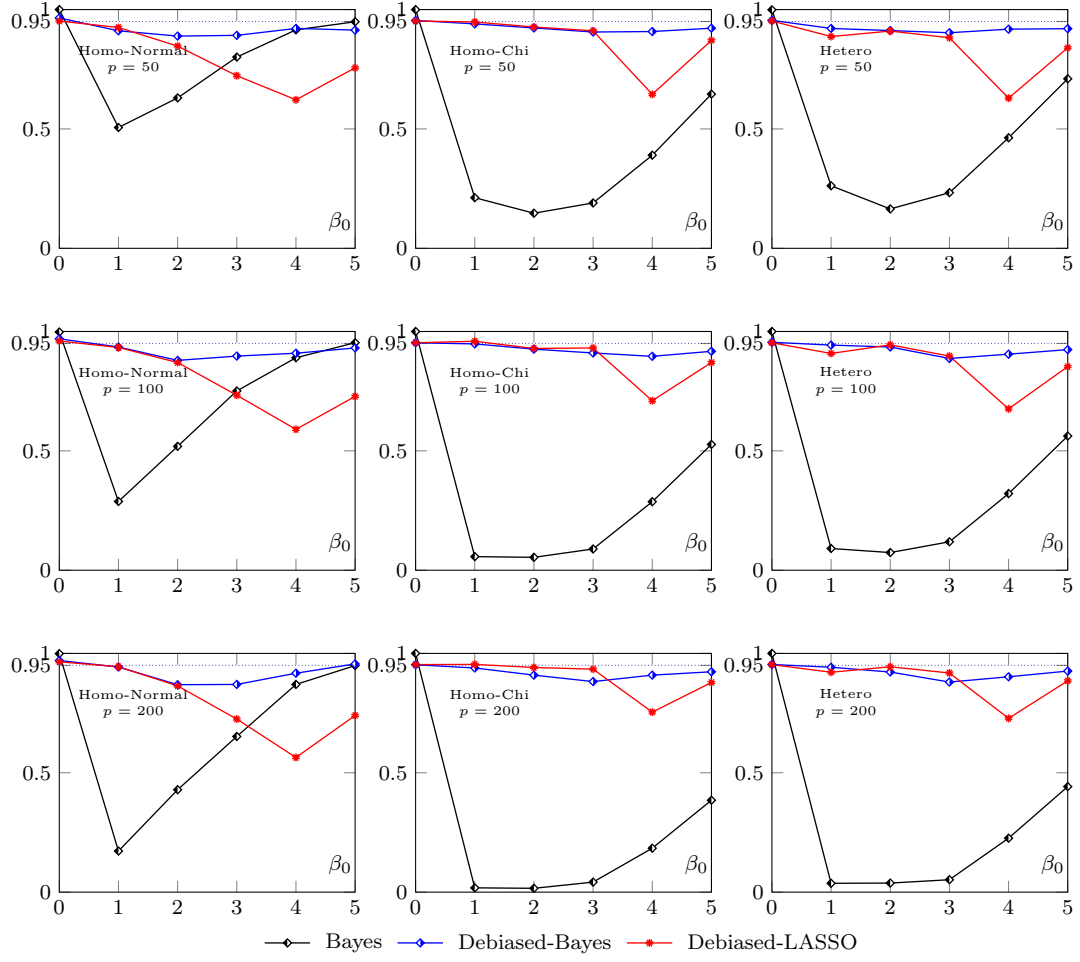 1 1 1
0.95 0.95 0.95
Homo-Normal Homo-Chi Hetero
p = 50 p = 50 p = 50
0.5 0.5 0.5
β0 β0 β0
0 0 0
0 1 2 3 4 5 0 1 2 3 4 5 0 1 2 3 4 5
1 1 1
0.95 0.95 0.95
Homo-Normal Homo-Chi Hetero
p = 100 p = 100 p = 100
0.5 0.5 0.5
β0 β0 β0
0 0 0
0 1 2 3 4 5 0 1 2 3 4 5 0 1 2 3 4 5
1 1 1
0.95 0.95 0.95
Homo-Normal Homo-Chi Hetero
p = 200 p = 200 p = 200
0.5 0.5 0.5
β0 β0 β0
0 0 0
0 1 2 3 4 5 0 1 2 3 4 5 0 1 2 3 4 5
Bayes Debiased-Bayes Debiased-LASSO